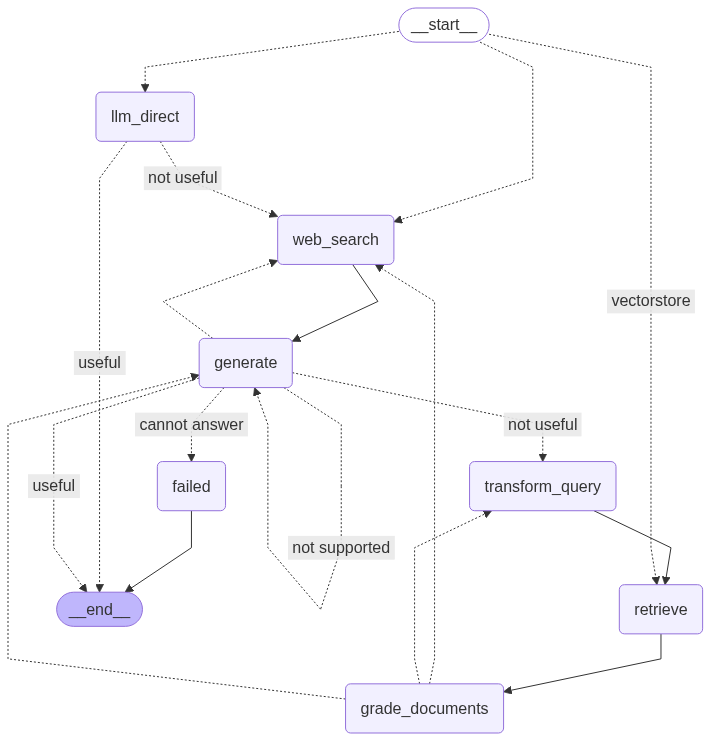 __start__
llm_direct
not useful
web_search
vectorstore
generate
useful
cannot answer
not useful
useful
failed
transform_query
not supported
__end__
retrieve
grade_documents